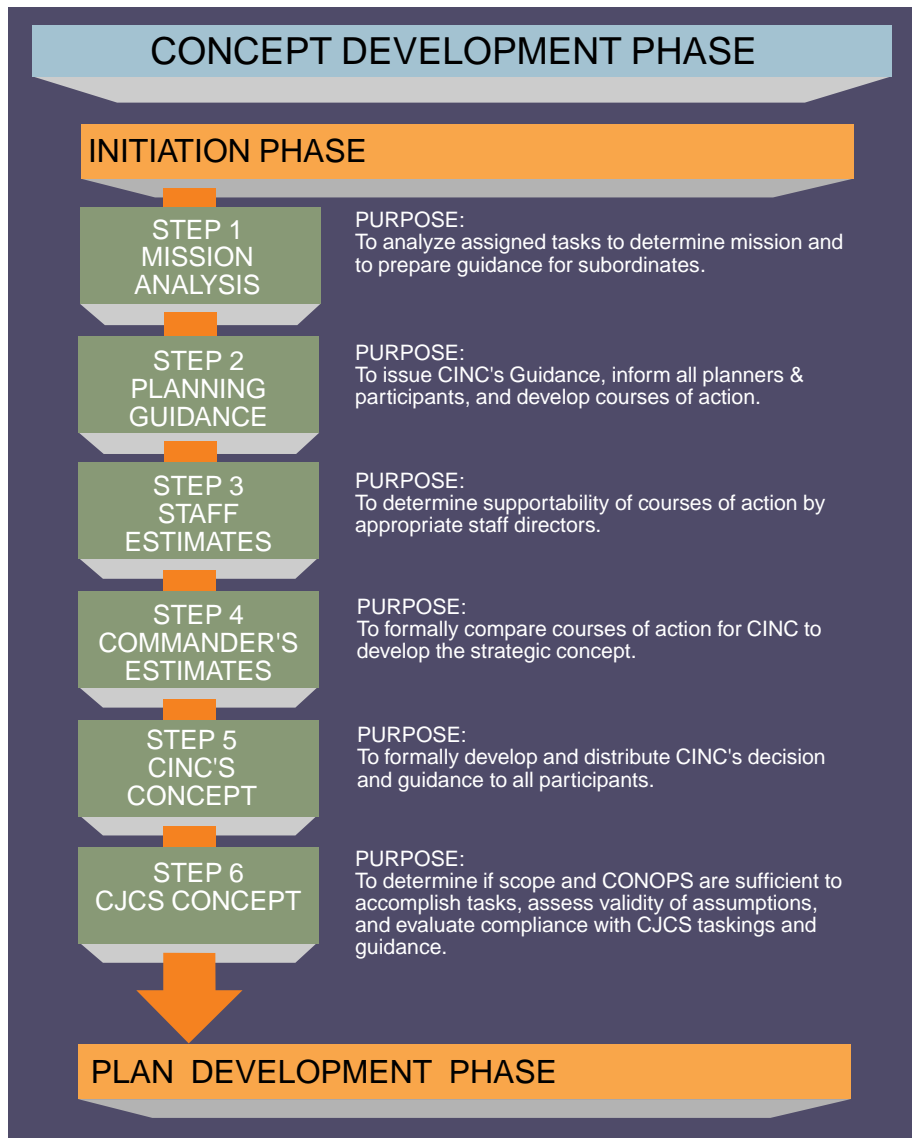 CONCEPT DEVELOPMENT PHASE
INITIATION PHASE
STEP 1
MISSION
ANALYSIS
PURPOSE:
To analyze assigned tasks to determine mission and
to prepare guidance for subordinates.
STEP 2
PLANNING
GUIDANCE
PURPOSE:
To issue CINC's Guidance, inform all planners &
participants, and develop courses of action.
STEP 3
STAFF
ESTIMATES
PURPOSE:
To determine supportability of courses of action by
appropriate staff directors.
STEP 4
COMMANDER'S
ESTIMATES
PURPOSE:
To formally compare courses of action for CINC to
develop the strategic concept.
STEP 5
CINC'S
CONCEPT
PURPOSE:
To formally develop and distribute CINC's decision
and guidance to all participants.
STEP 6
CJCS CONCEPT
PURPOSE:
To determine if scope and CONOPS are sufficient to
accomplish tasks, assess validity of assumptions,
and evaluate compliance with CJCS taskings and
guidance.
PLAN DEVELOPMENT PHASE